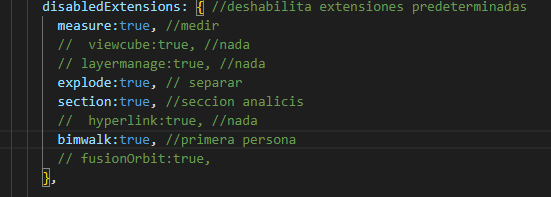 disabledExtensions: { //deshabilita extensiones predeterminadas
measure:true, //medir
//  viewcube:true, //nada
// layermanage:true, //nada
explode:true, // separar
section:true, //seccion analicis
//  hyperlink:true, //nada
bimwalk:true, //primera persona
// fusionOrbit:true,
},